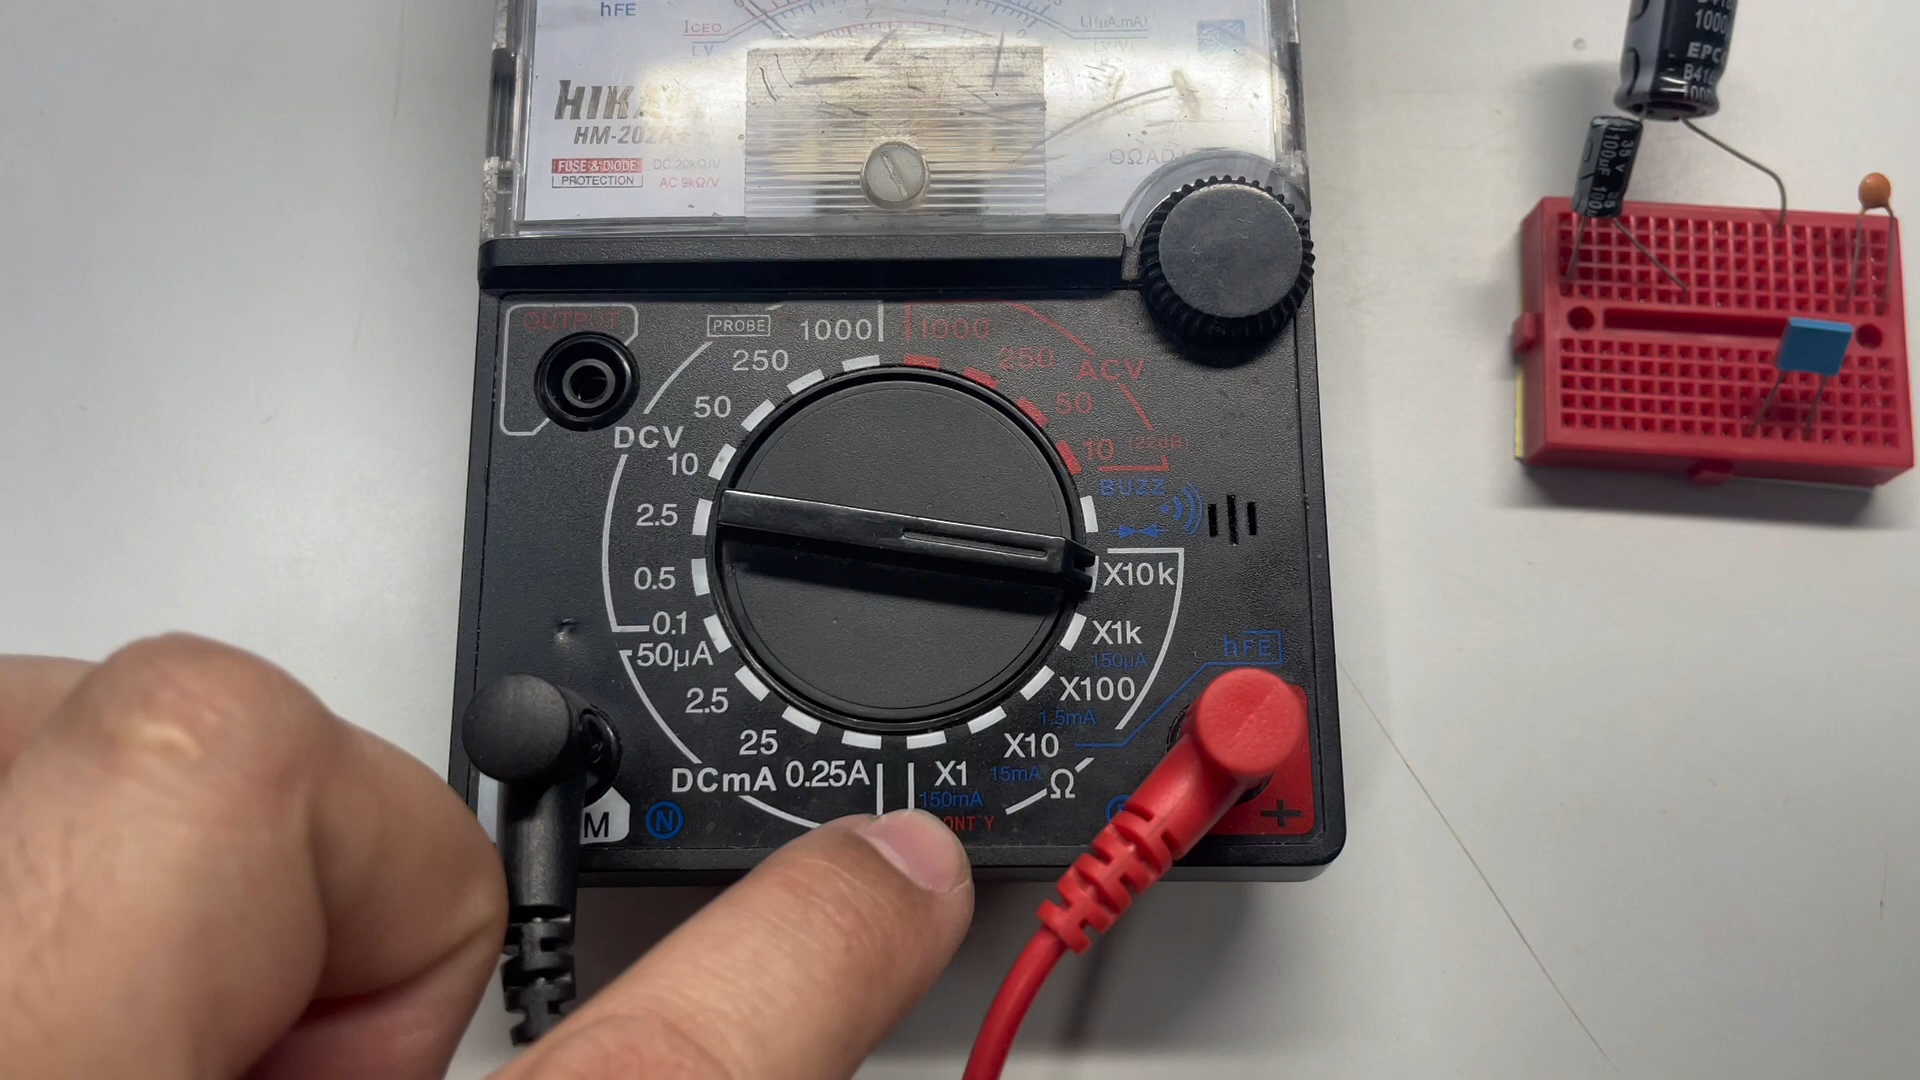 hFE
ICEO
LV
LI(μA,mA)
HM-202A
FUSE & DIODE
PROTECTION
DC 20kΩ/V
AC 9kΩ/V
0ΩADJ
OUTPUT
PROBE
1000
1000
250
250
ACV
50
50
DCV
10
10
(22dB)
BUZZ
2.5
X10k
0.5
X1k
0.1
150μA
50μA
hFE
X100
2.5
1.5mA
25
X10
15mA
Ω
DCmA
0.25A
X1
150mA
M
N
+
100μF
35V
EPC